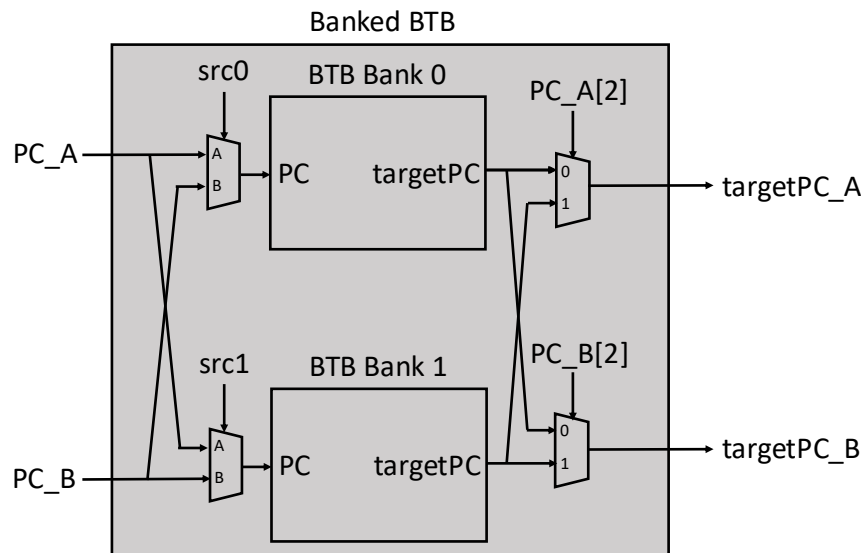 Banked BTB
src0
BTB Bank 0
PC_A[2]
PC_A
A
B
PC
targetPC
0
1
targetPC_A
src1
BTB Bank 1
PC_B[2]
PC_B
A
B
PC
targetPC
0
1
targetPC_B